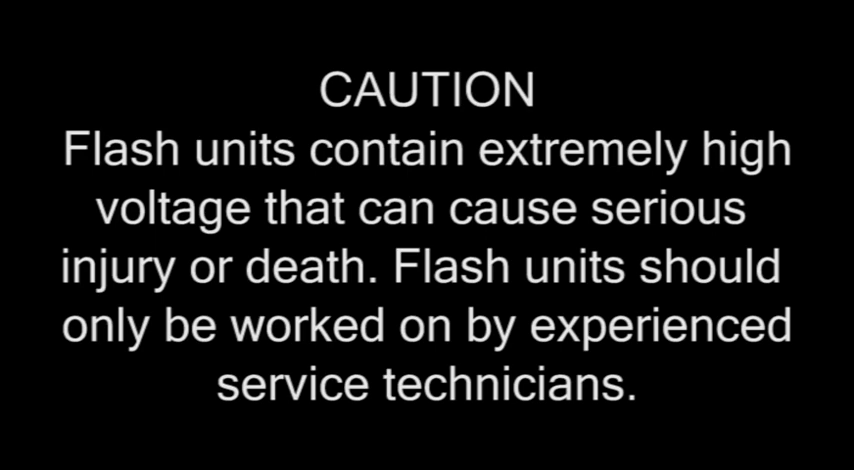 CAUTION
Flash units contain extremely high
voltage that can cause serious
injury or death. Flash units should
only be worked on by experienced
service technicians.